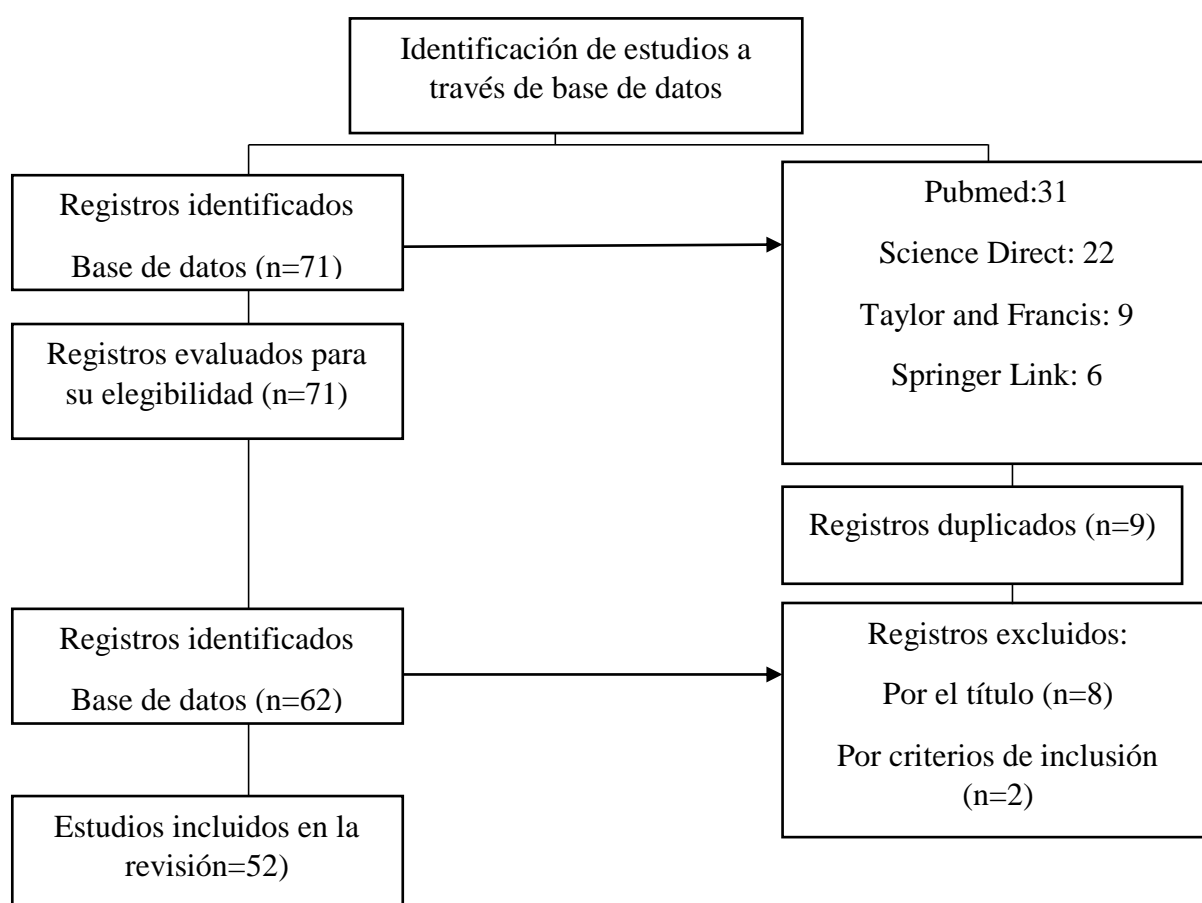 Identificación de estudios a
través de base de datos
Registros identificados
Base de datos (n=71)
Pubmed:31
Science Direct: 22
Taylor and Francis: 9
Springer Link: 6
Registros evaluados para
su elegibilidad (n=71)
Registros duplicados (n=9)
Registros identificados
Base de datos (n=62)
Registros excluidos:
Por el título (n=8)
Por criterios de inclusión
(n=2)
Estudios incluidos en la
revisión=52)